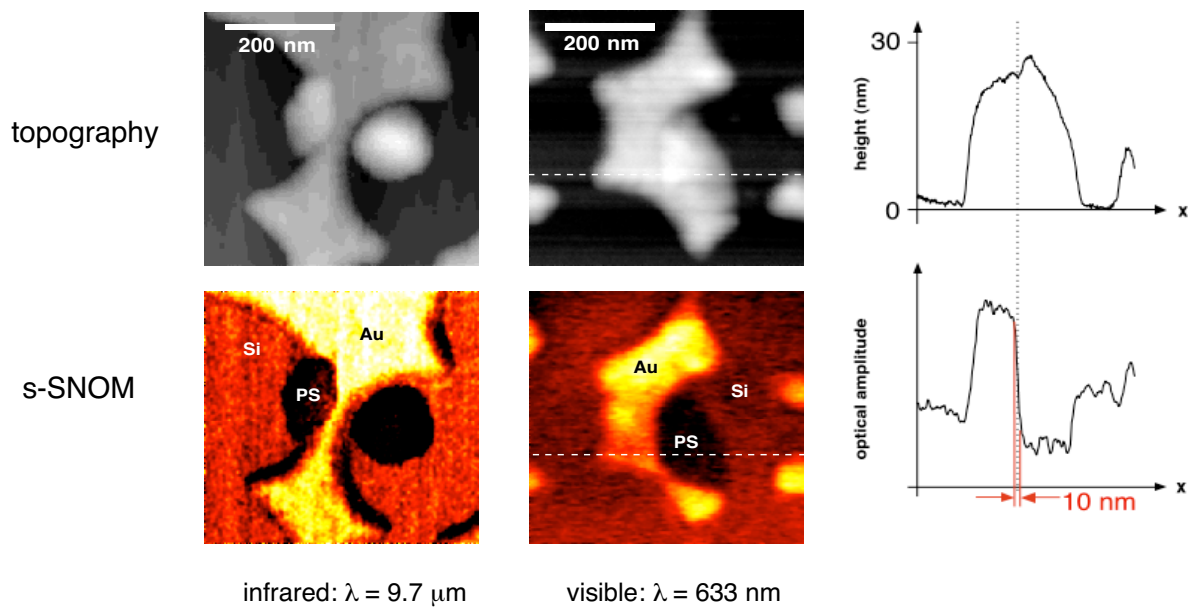 topography
200 nm
200 nm
30
height (nm)
0
x
s-SNOM
Si
Au
PS
Au
Si
PS
optical amplitude
x
10 nm
infrared: λ = 9.7 μm
visible: λ = 633 nm